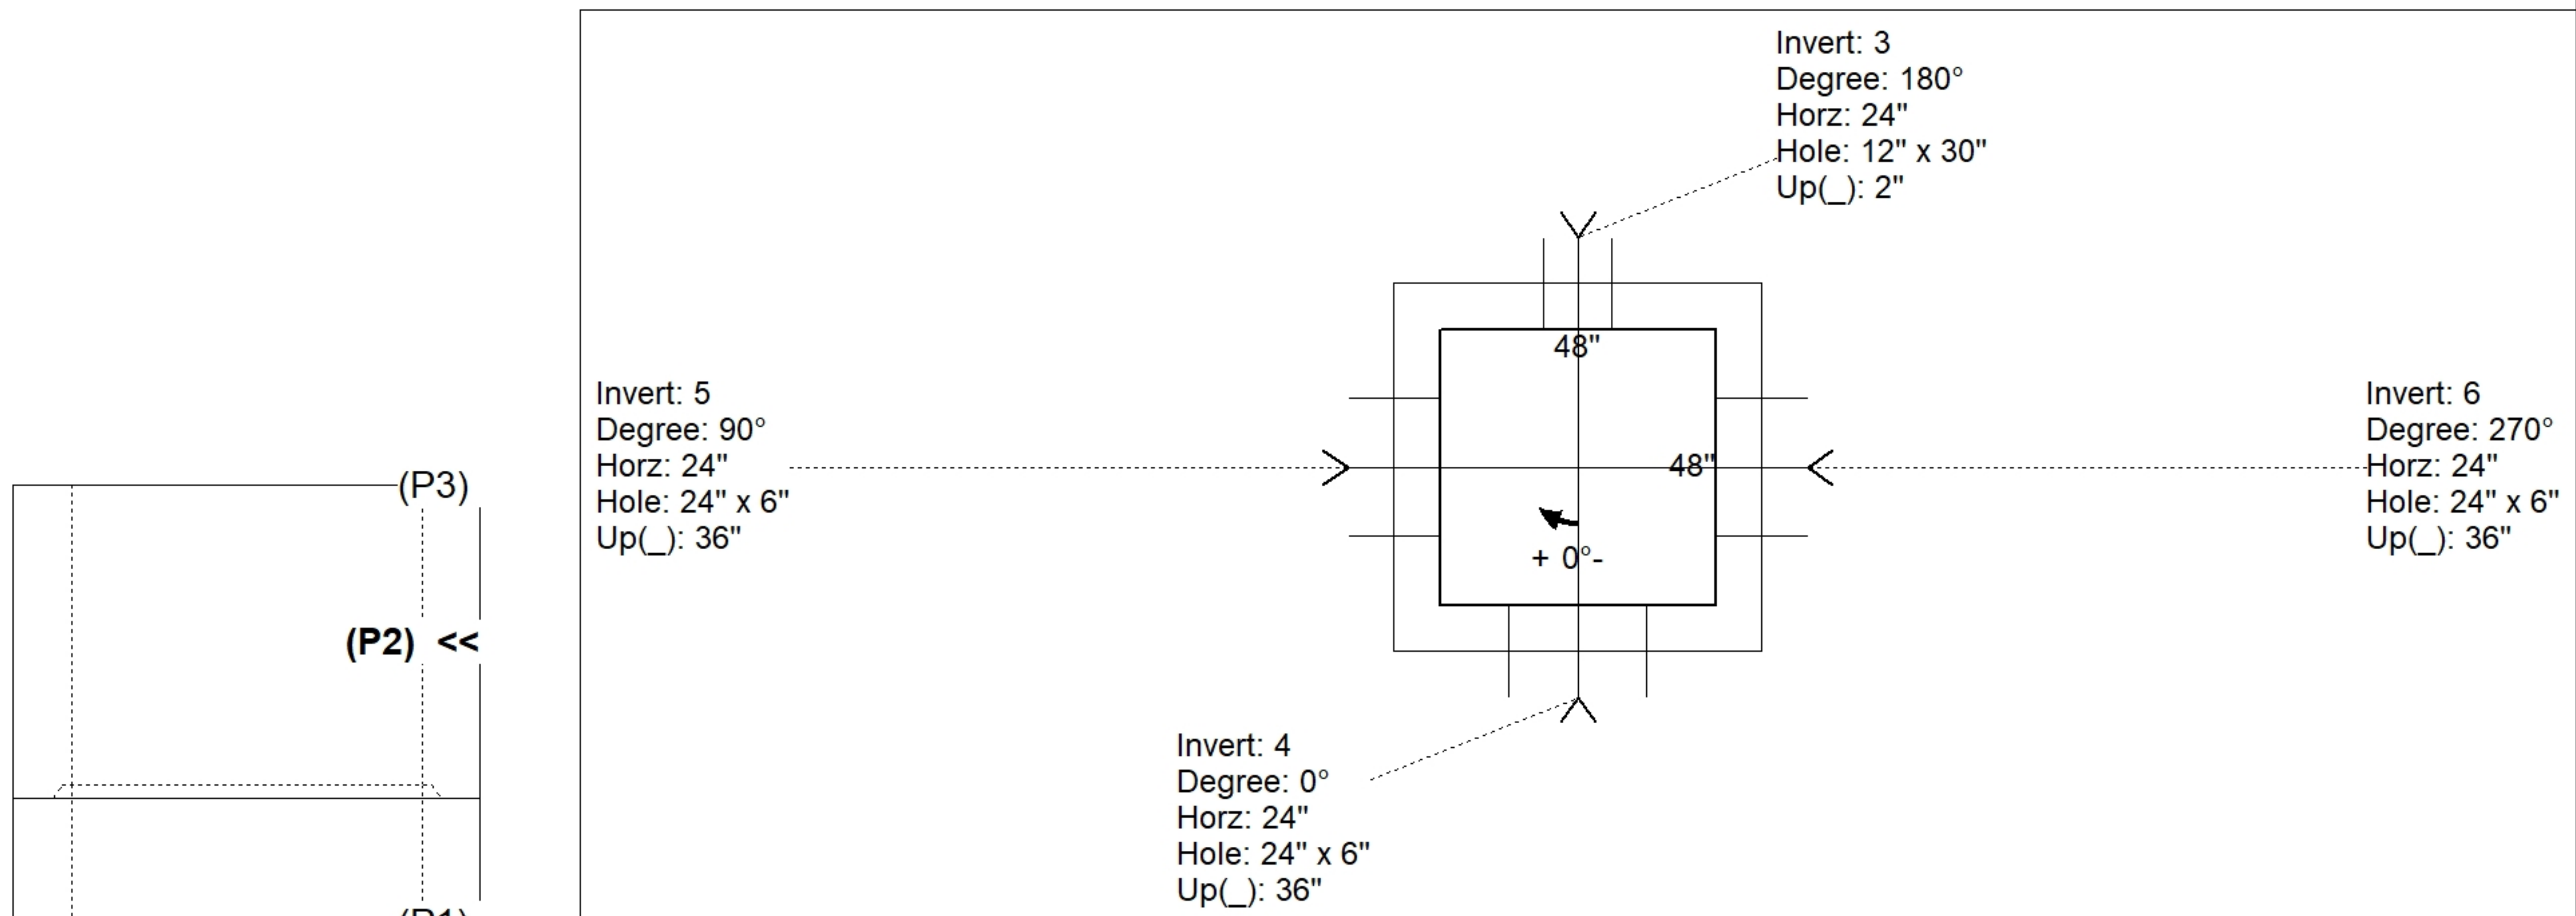 Invert: 3
Degree: 180°
Horz: 24"
Hole: 12" x 30"
Up(_): 2"
48"
Invert: 5
Degree: 90°
Horz: 24"
Hole: 24" x 6"
Up(_): 36"
48"
Invert: 6
Degree: 270°
Horz: 24"
Hole: 24" x 6"
Up(_): 36"
+ 0°-
(P3)
(P2) <<
Invert: 4
Degree: 0°
Horz: 24"
Hole: 24" x 6"
Up(_): 36"
(P1)